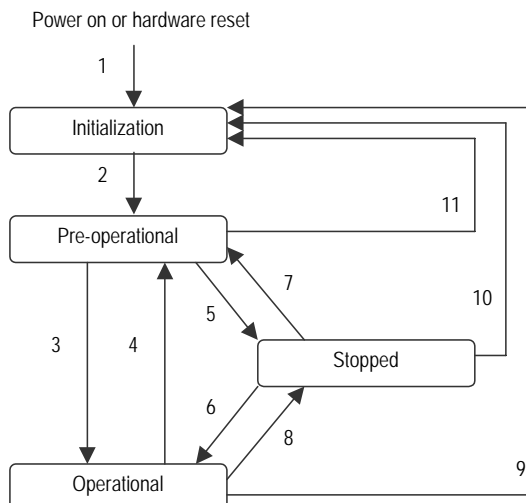 Power on or hardware reset
1
Initialization
2
11
Pre-operational
7
10
5
3
4
Stopped
6
8
9
Operational